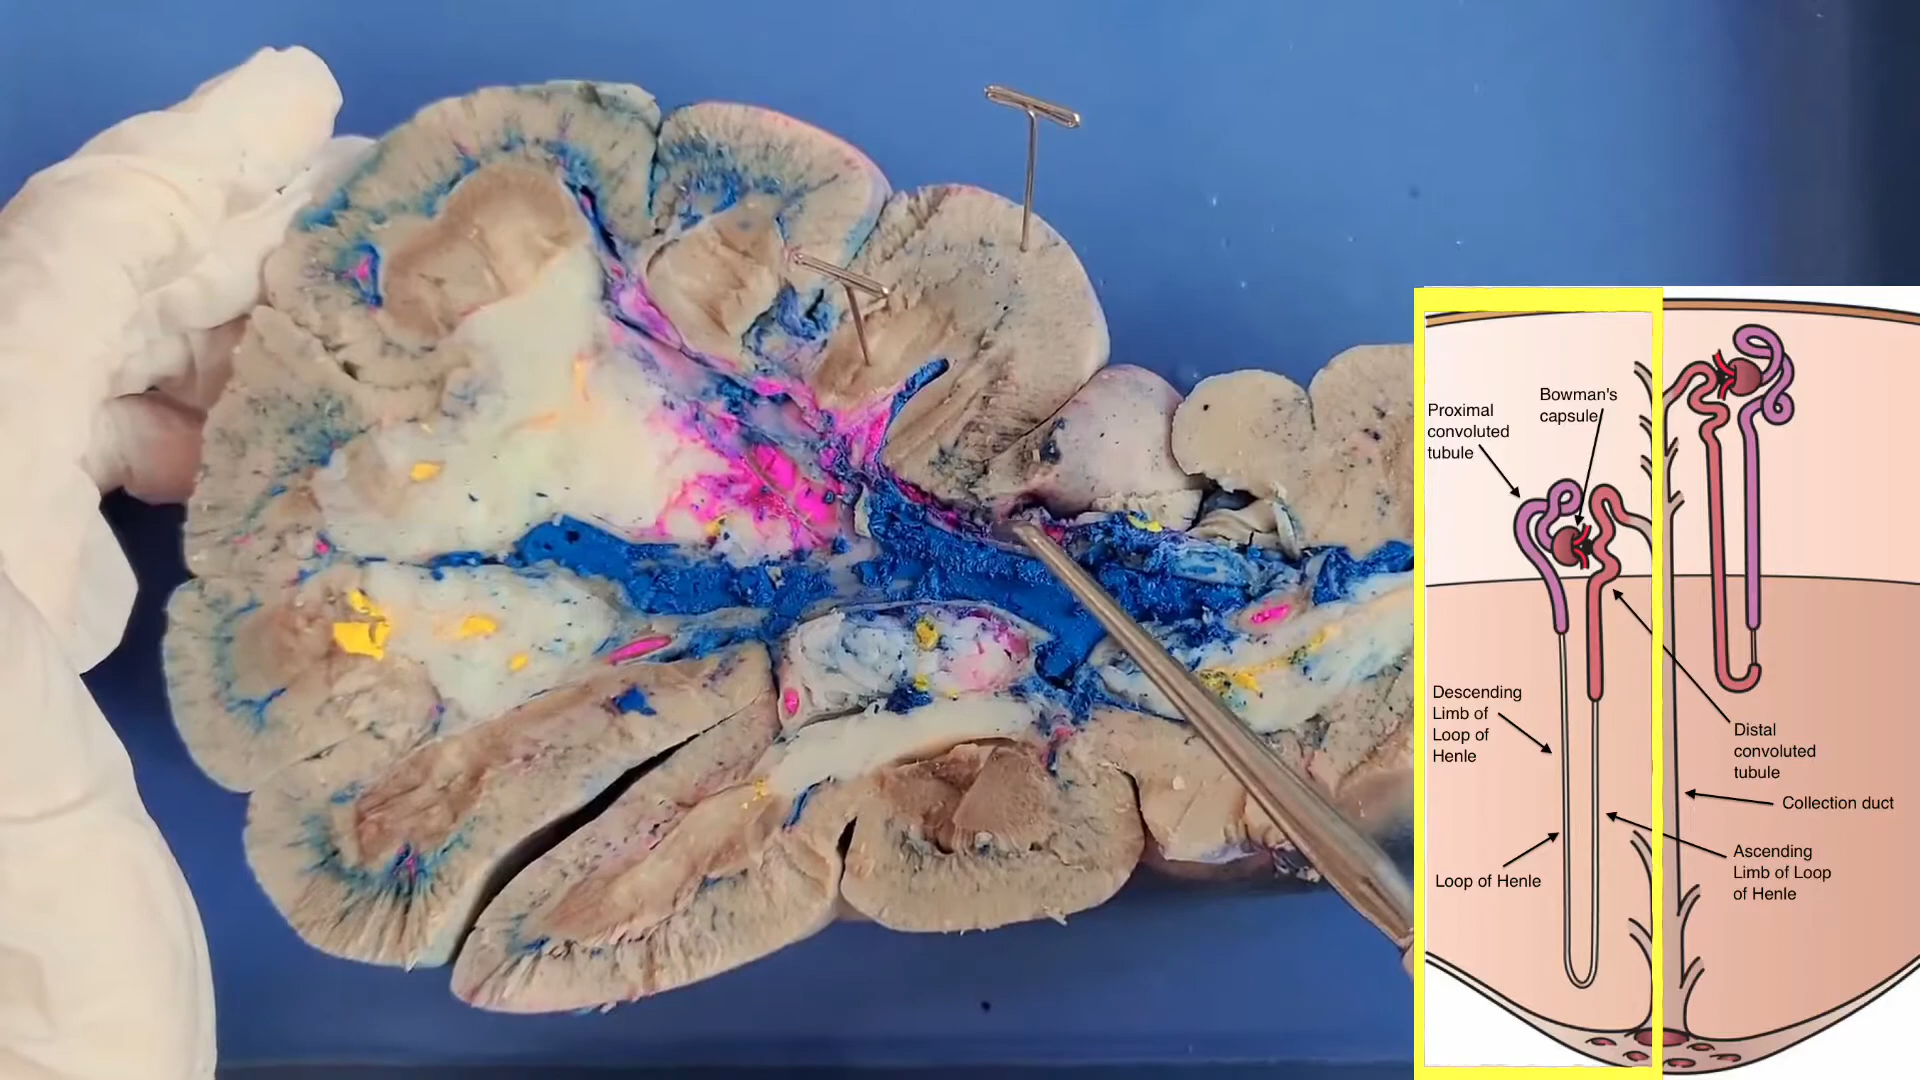 Bowman's
capsule
Proximal
convoluted
tubule
Descending
Limb of
Loop of
Henle
Distal
convoluted
tubule
Collection duct
Ascending
Limb of Loop
of Henle
Loop of Henle